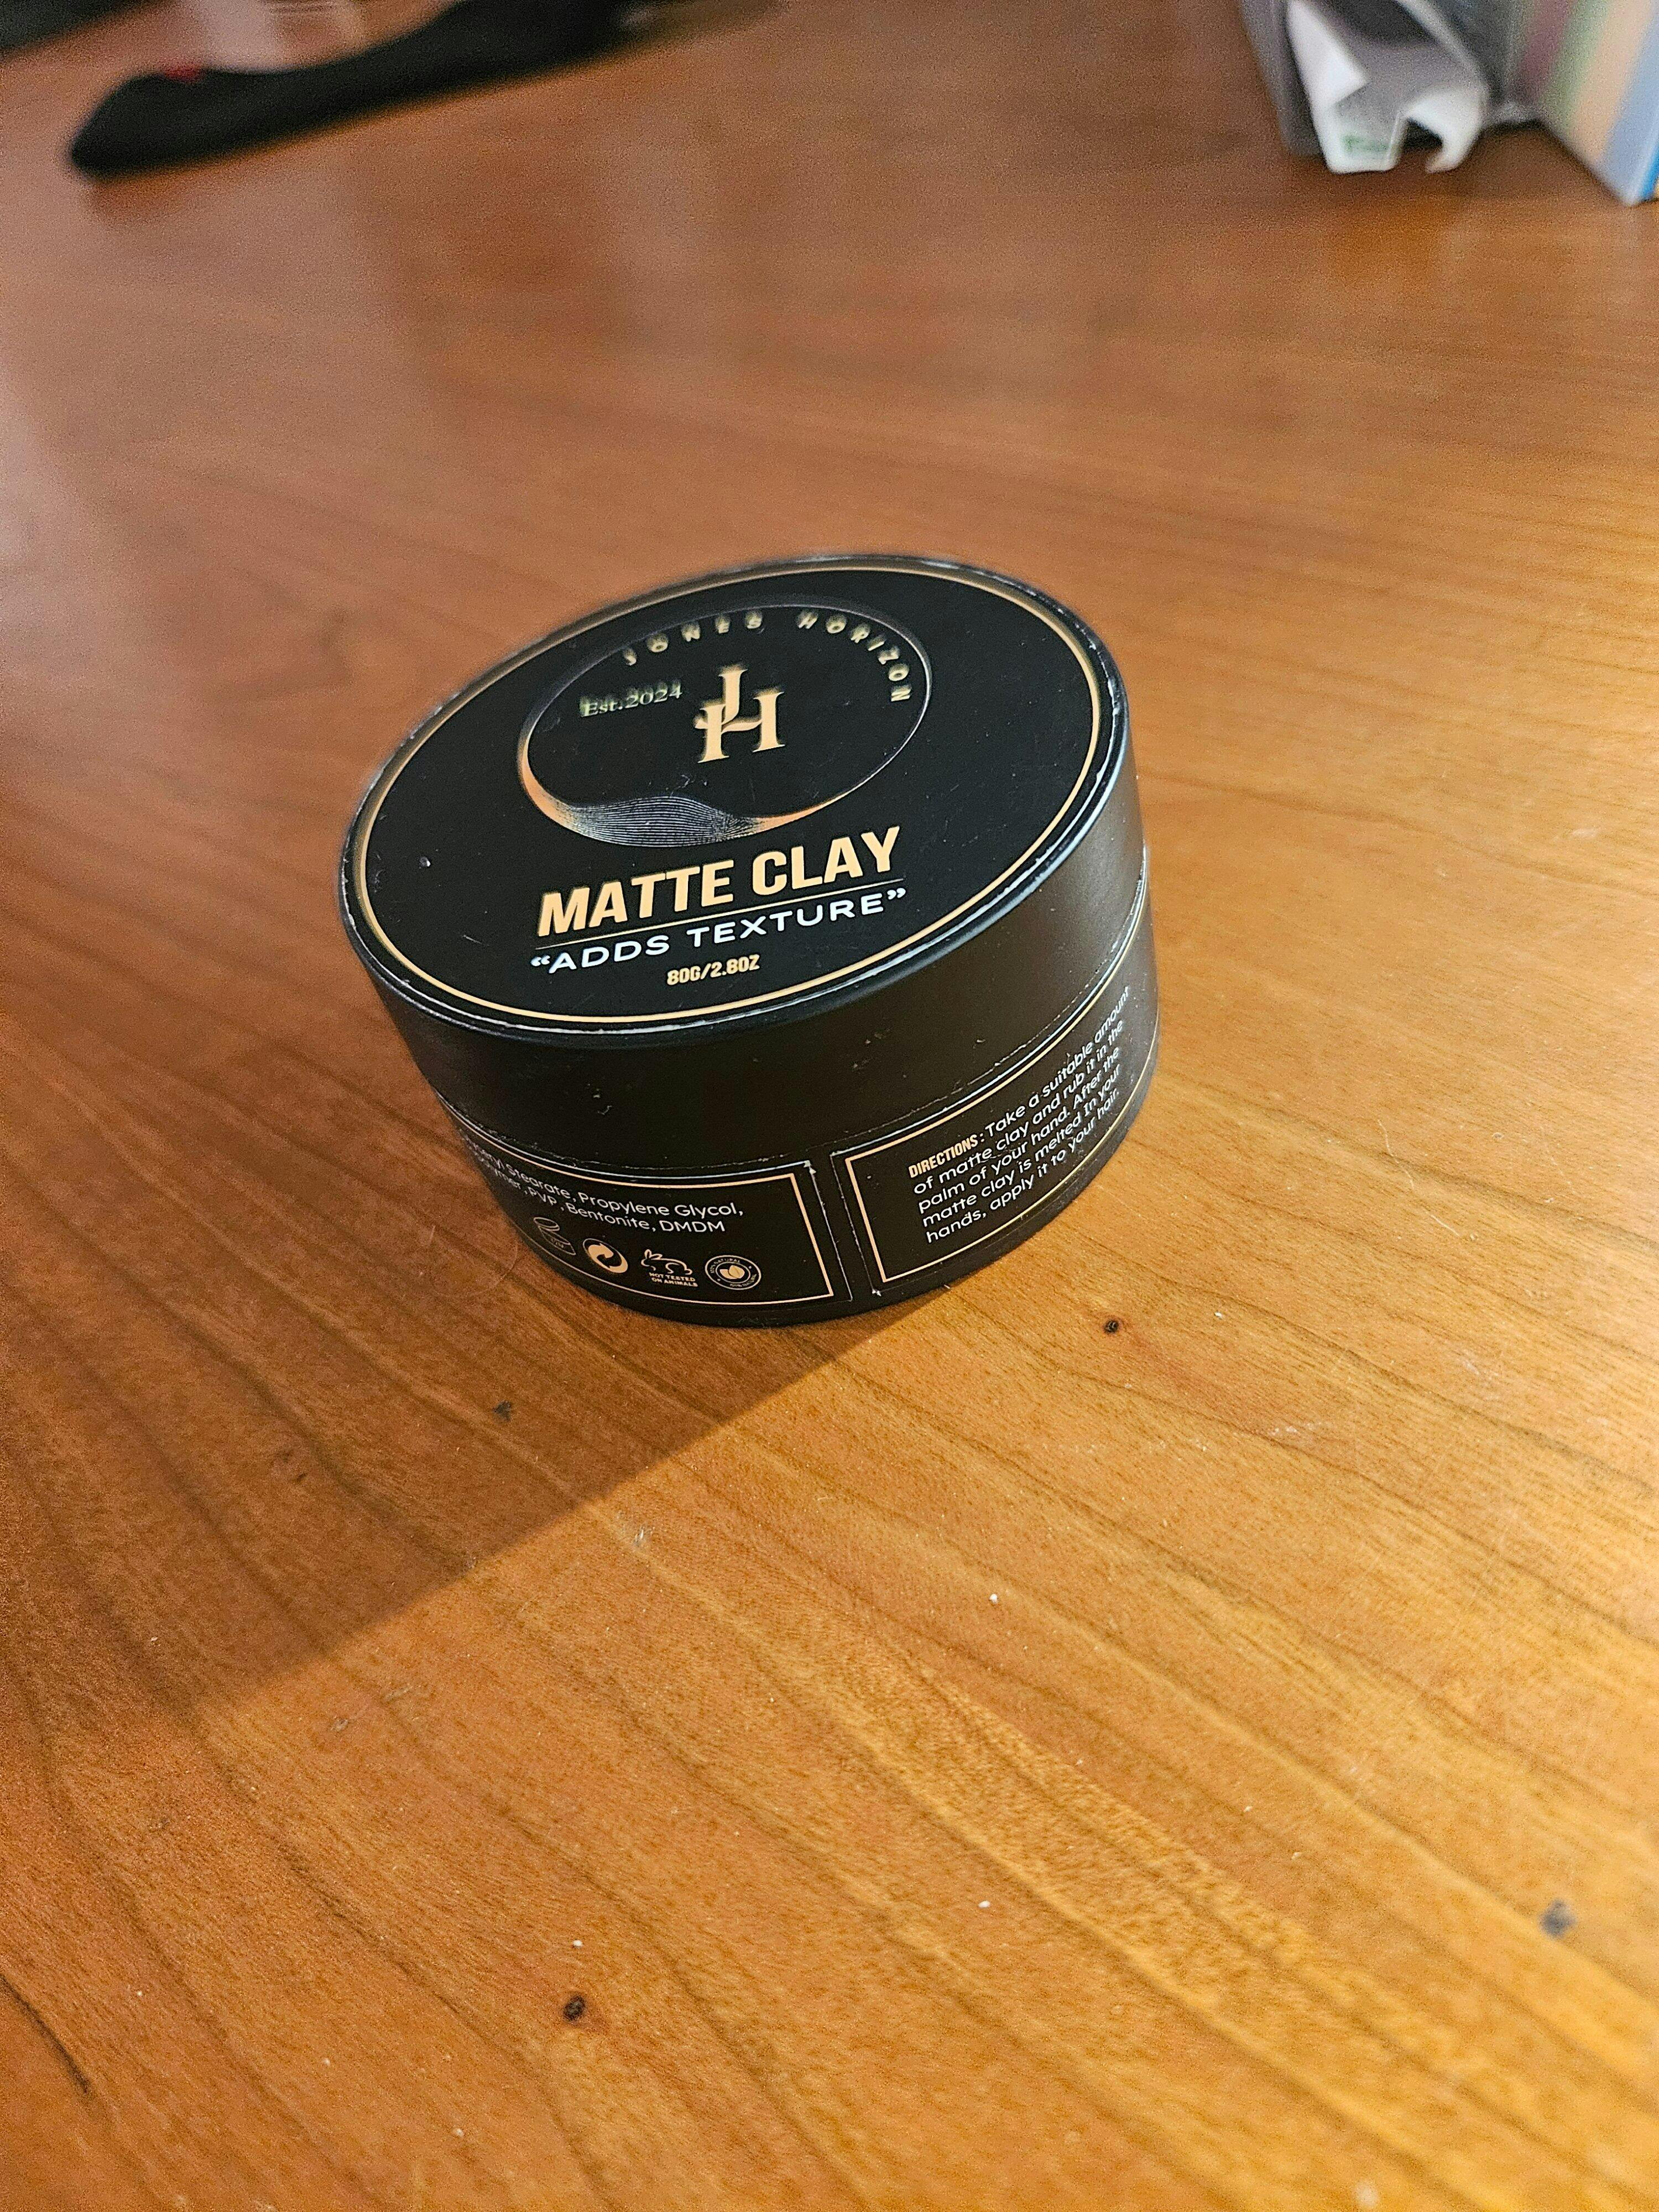 JONES HORIZON
Est.2024
JH
MATTE CLAY
“ADDS TEXTURE”
80G/2.8OZ
Stearate, Propylene Glycol,
PVP, Bentonite, DMDM
NOT TESTED
ON ANIMALS
DIRECTIONS: Take a suitable amount
of matte clay and rub it in the
palm of your hand. After the
matte clay is melted In your
hands, apply it to your hair.